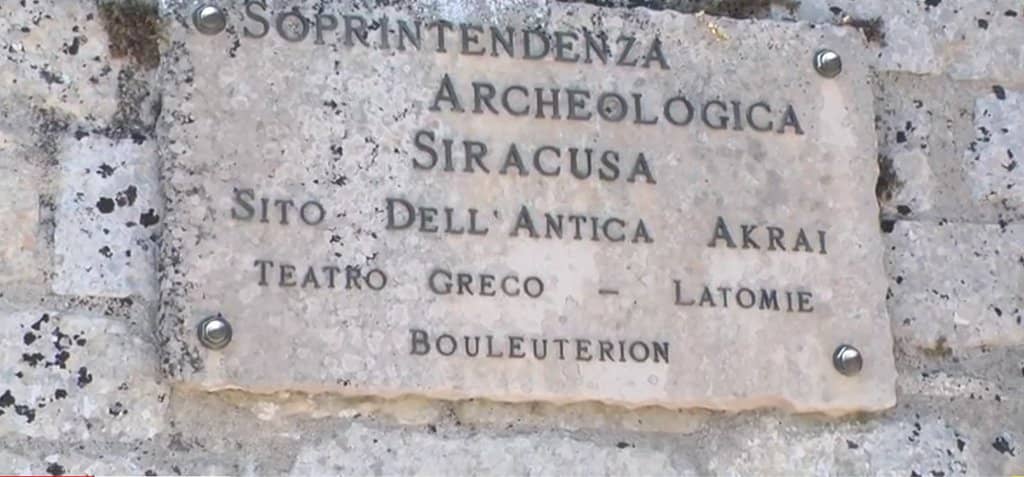 SOPRINTENDENZA
ARCHEOLOGICA
SIRACUSA
SITO DELL'ANTICA AKRAI
TEATRO GRECO – LATOMIE
BOULEUTERION